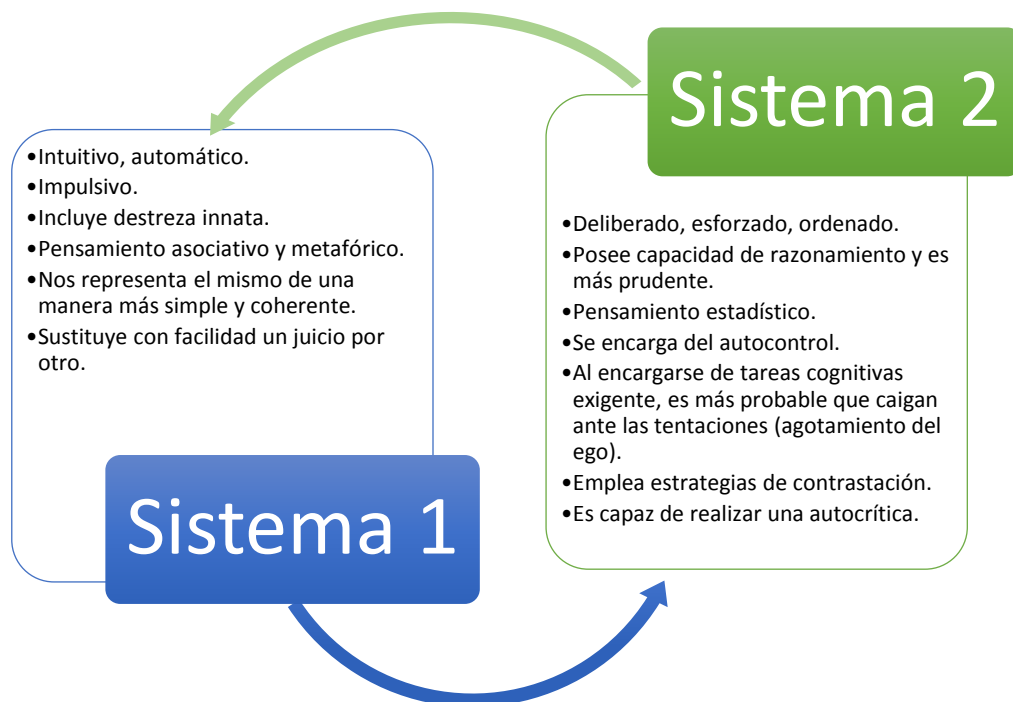 •Intuitivo, automático.
•Impulsivo.
•Incluye destreza innata.
•Pensamiento asociativo y metafórico.
•Nos representa el mismo de una
manera más simple y coherente.
•Sustituye con facilidad un juicio por
otro.
Sistema 1
Sistema 2
•Deliberado, esforzado, ordenado.
•Posee capacidad de razonamiento y es
más prudente.
•Pensamiento estadístico.
•Se encarga del autocontrol.
•Al encargarse de tareas cognitivas
exigente, es más probable que caigan
ante las tentaciones (agotamiento del
ego).
•Emplea estrategias de contrastación.
•Es capaz de realizar una autocrítica.